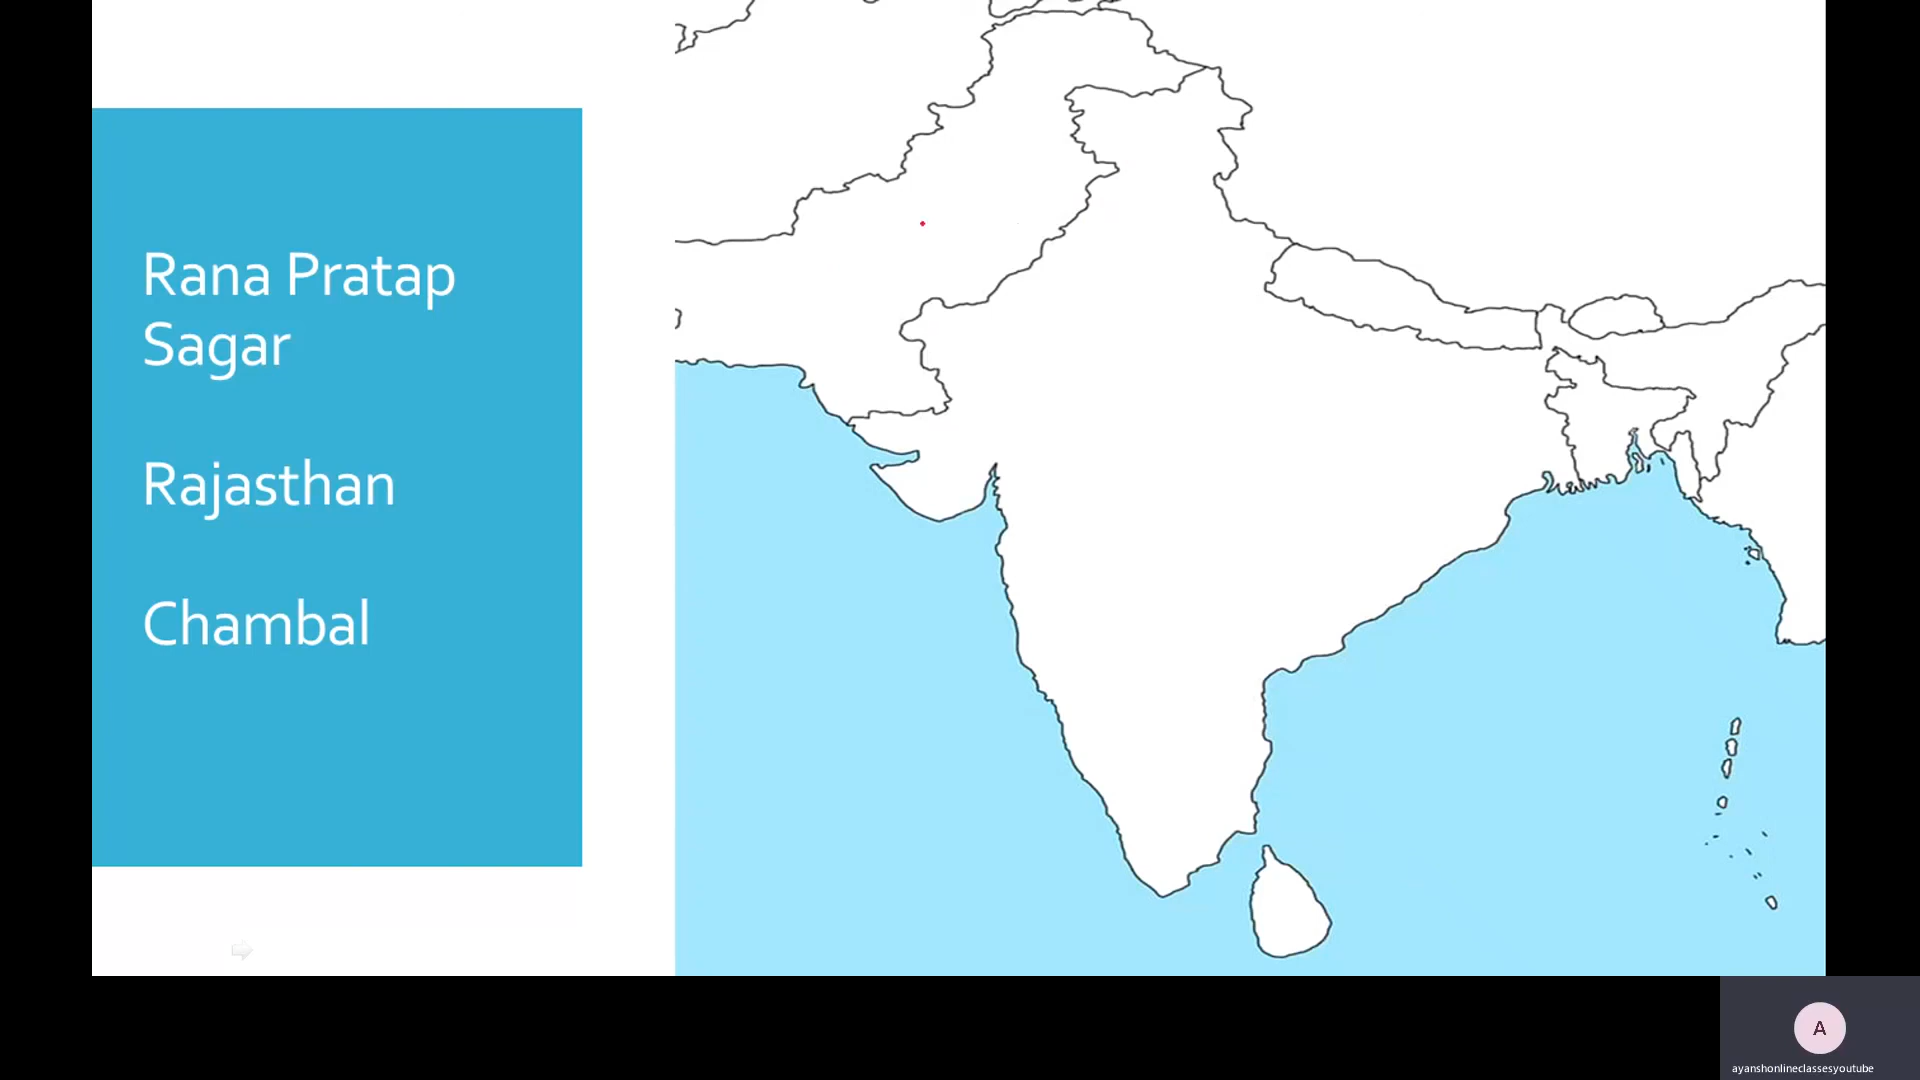 Rana Pratap
Sagar
Rajasthan
Chambal
A
ayanshonlineclassesyoutube